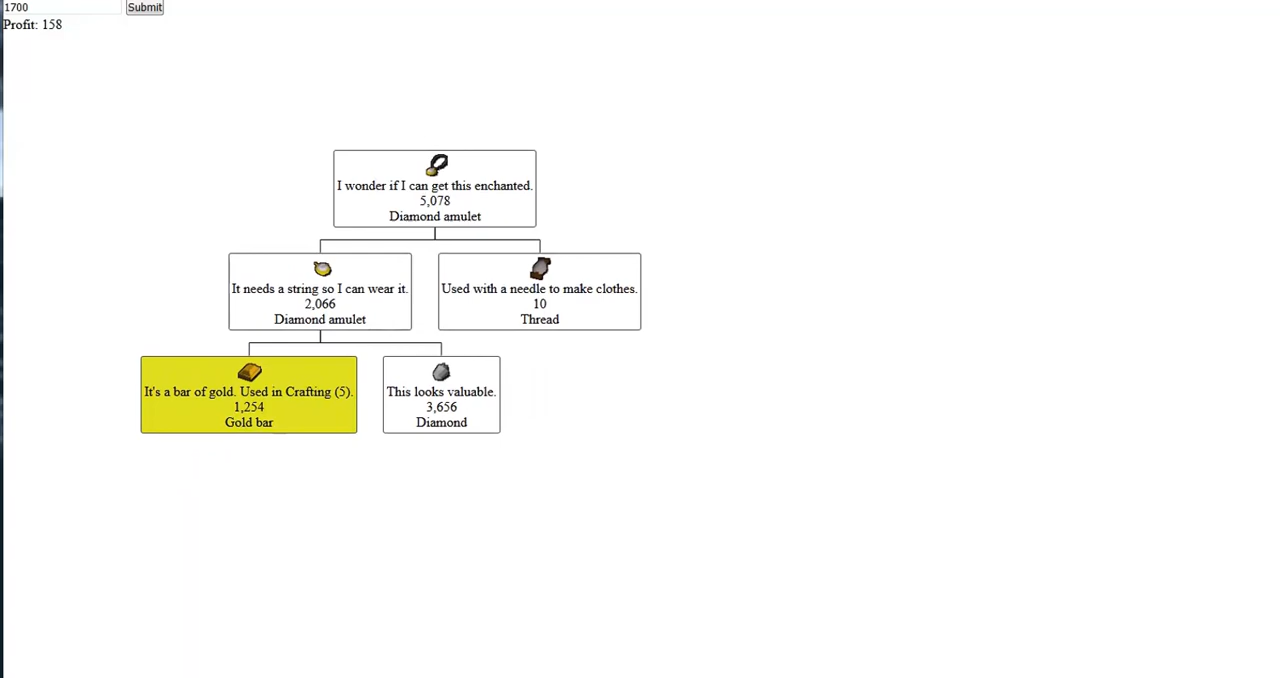 1700
Submit
Profit: 158
I wonder if I can get this enchanted.
5,078
Diamond amulet
It needs a string so I can wear it.
2,066
Diamond amulet
Used with a needle to make clothes.
10
Thread
It's a bar of gold. Used in Crafting (5).
1,254
Gold bar
This looks valuable.
3,656
Diamond